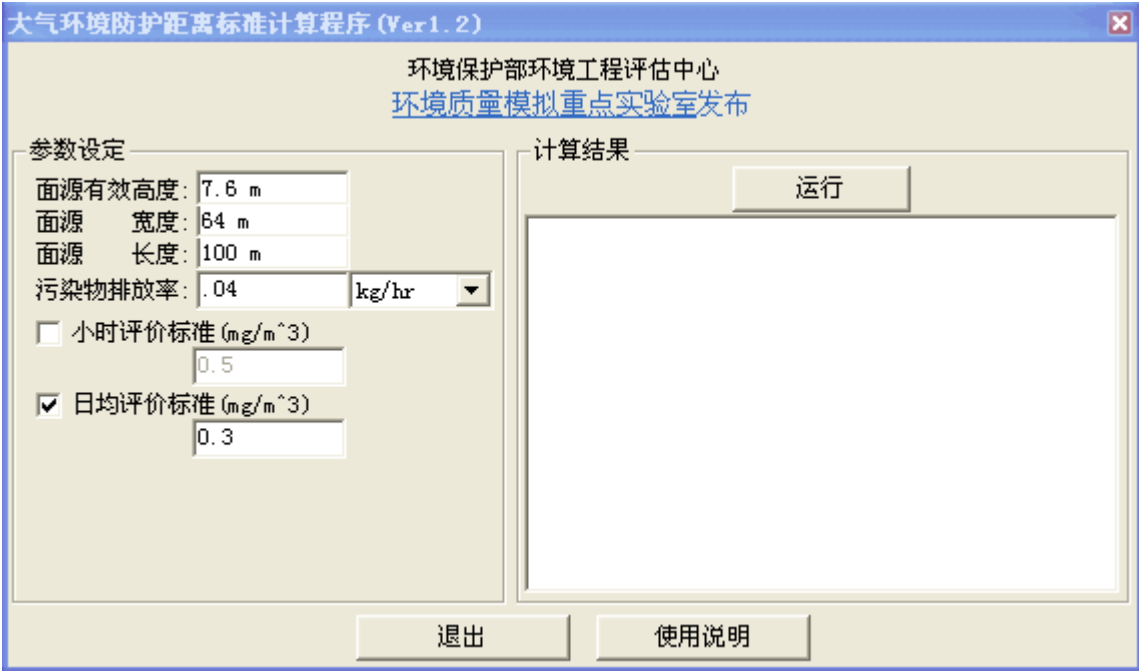 大气环境防护距离标准计算程序(Ver1.2)
环境保护部环境工程评估中心
环境质量模拟重点实验室发布
参数设定
面源有效高度: 7.6 m
面源 宽度: 64 m
面源 长度: 100 m
污染物排放率: .04 kg/hr
小时评价标准(mg/m^3)
0.5
日均评价标准(mg/m^3)
0.3
计算结果
运行
退出 使用说明